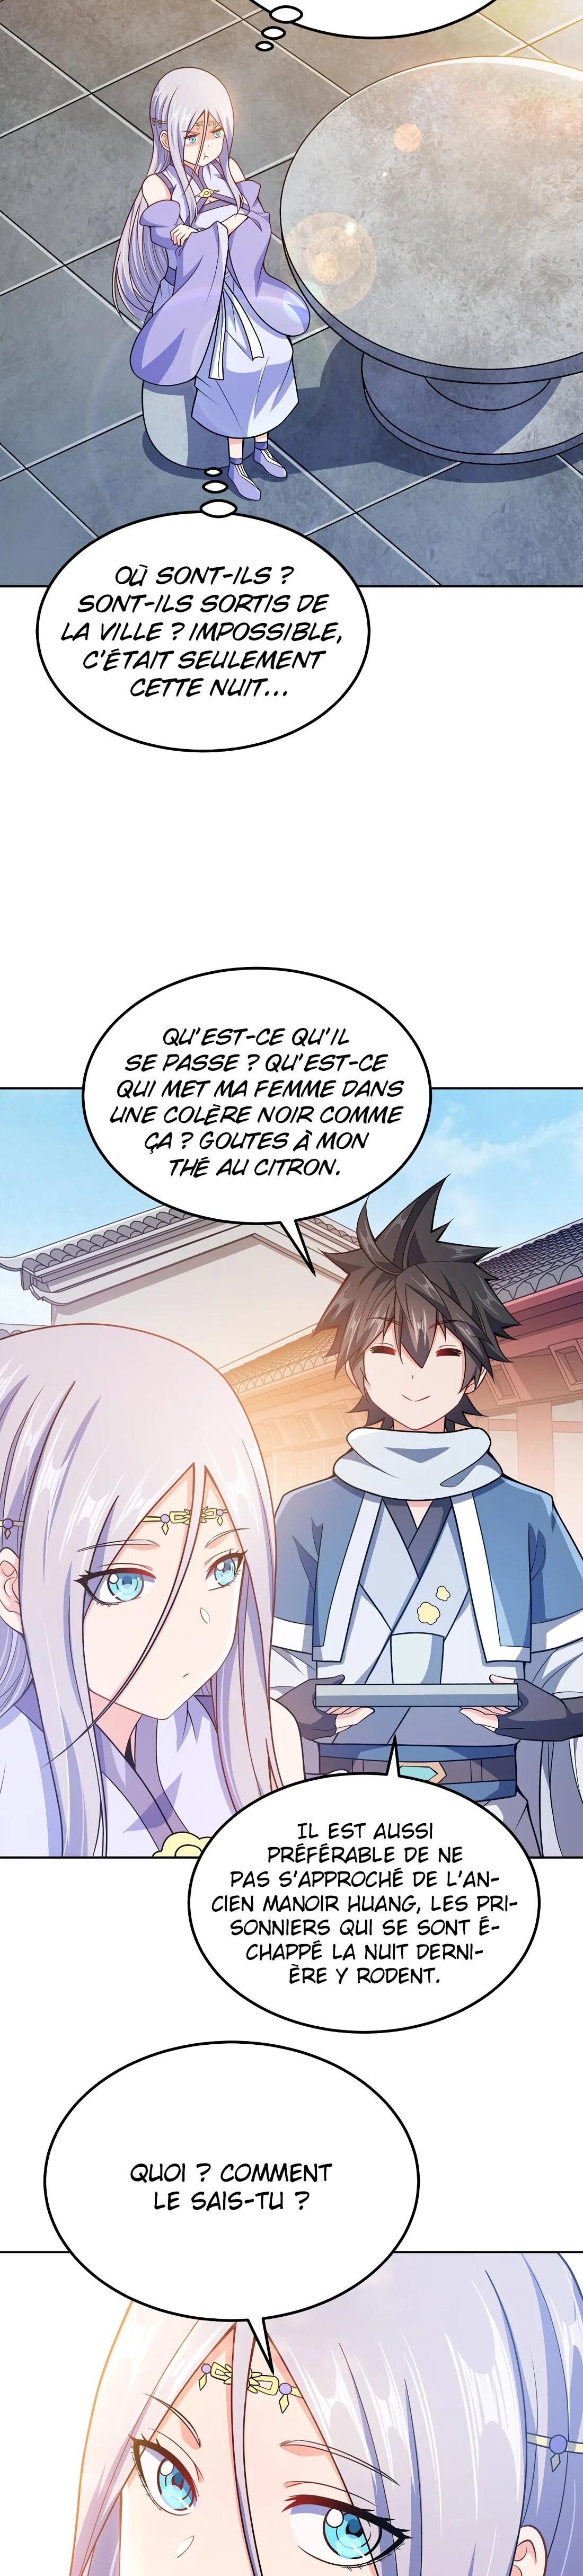 OÙ SONT-ILS ?
SONT-ILS SORTIS DE
LA VILLE ? IMPOSSIBLE,
C'ÉTAIT SEULEMENT
CETTE NUIT...
QU'EST-CE QU'IL
SE PASSE ? QU'EST-CE
QUI MET MA FEMME DANS
UNE COLÈRE NOIR COMME
ÇA ? GOUTES À MON
THÉ AU CITRON.
IL EST AUSSI
PRÉFÉRABLE DE NE
PAS S'APPROCHÉ DE L'AN-
CIEN MANOIR HUANG, LES PRI-
SONNIERS QUI SE SONT É-
CHAPPÉ LA NUIT DERNI-
ÈRE Y RODENT.
QUOI ? COMMENT
LE SAIS-TU ?